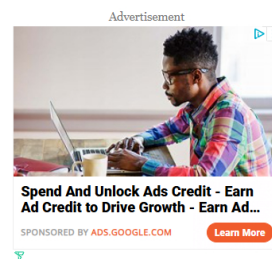 Advertisement
Spend And Unlock Ads Credit - Earn
Ad Credit to Drive Growth - Earn Ad...
SPONSORED BY ADS.GOOGLE.COM
Learn More